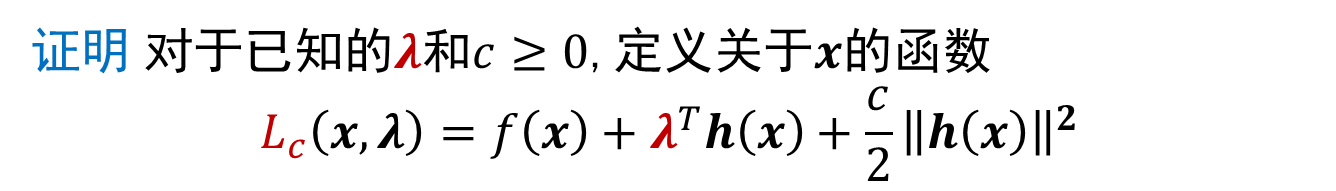 证明 对于已知的λ和c ≥ 0, 定义关于x的函数
L_c(x, λ) = f(x) + λ^T h(x) + \frac{c}{2}‖h(x)‖^2